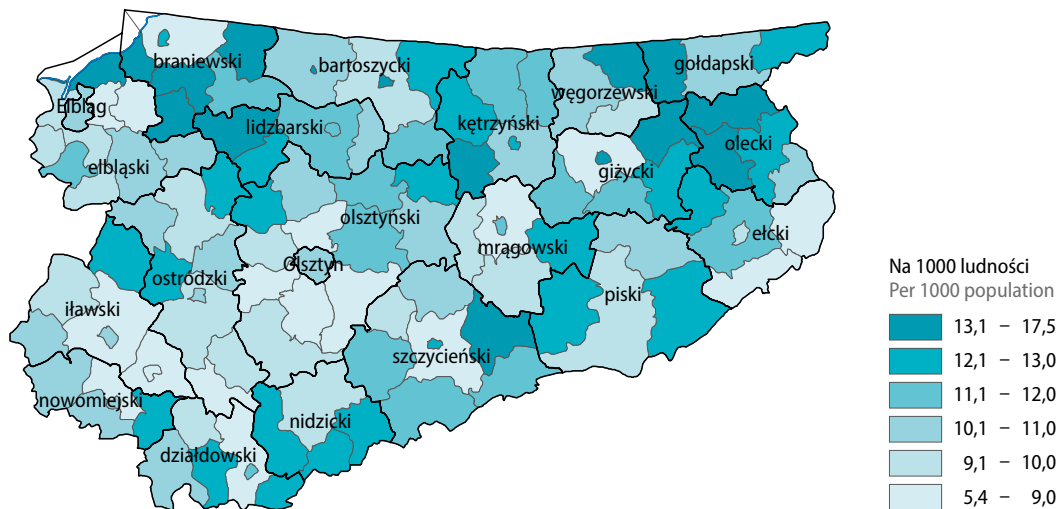 braniewski
bartoszycki
gołdapski
węgorzewski
Elbląg
lidzbarski
kętrzyński
olecki
elbląski
giżycki
olsztyński
mrągowski
ełcki
Olsztyn
ostródzki
piski
iławski
szczycieński
nowomiejski
nidzicki
działdowski
Na 1000 ludności
Per 1000 population
13,1 – 17,5
12,1 – 13,0
11,1 – 12,0
10,1 – 11,0
9,1 – 10,0
5,4 – 9,0